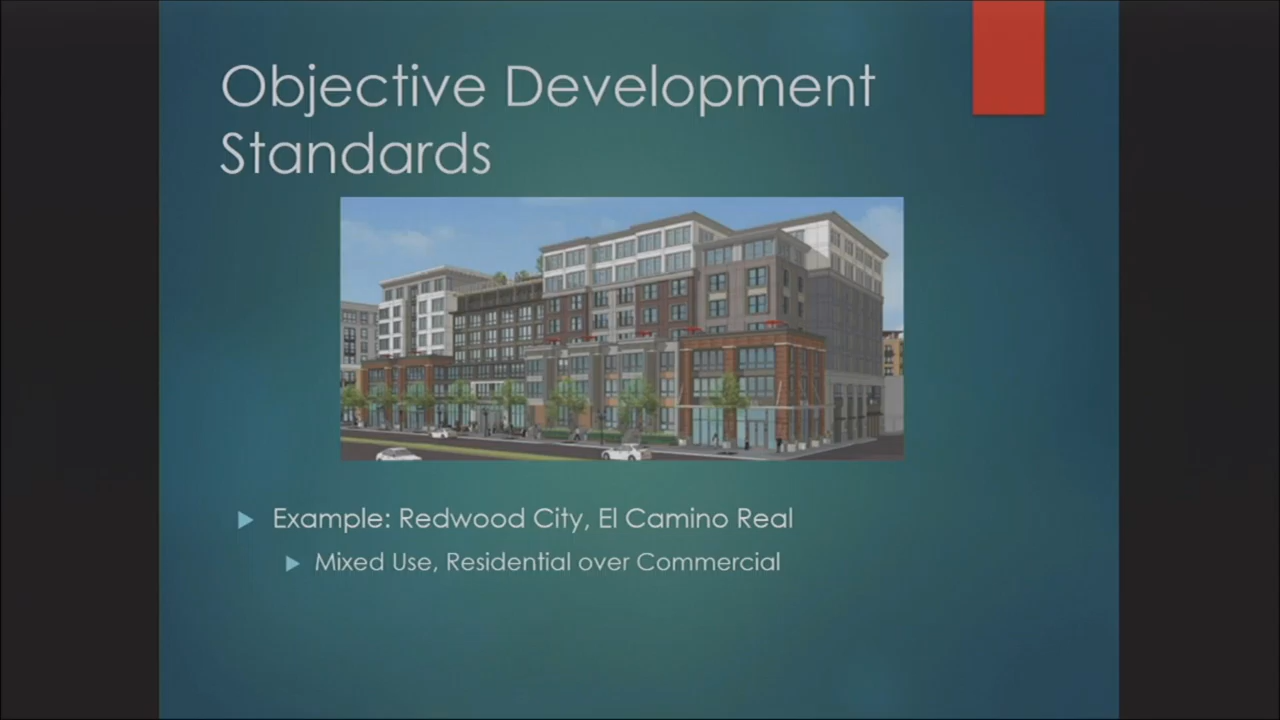 Objective Development
Standards
Example: Redwood City, El Camino Real
Mixed Use, Residential over Commercial